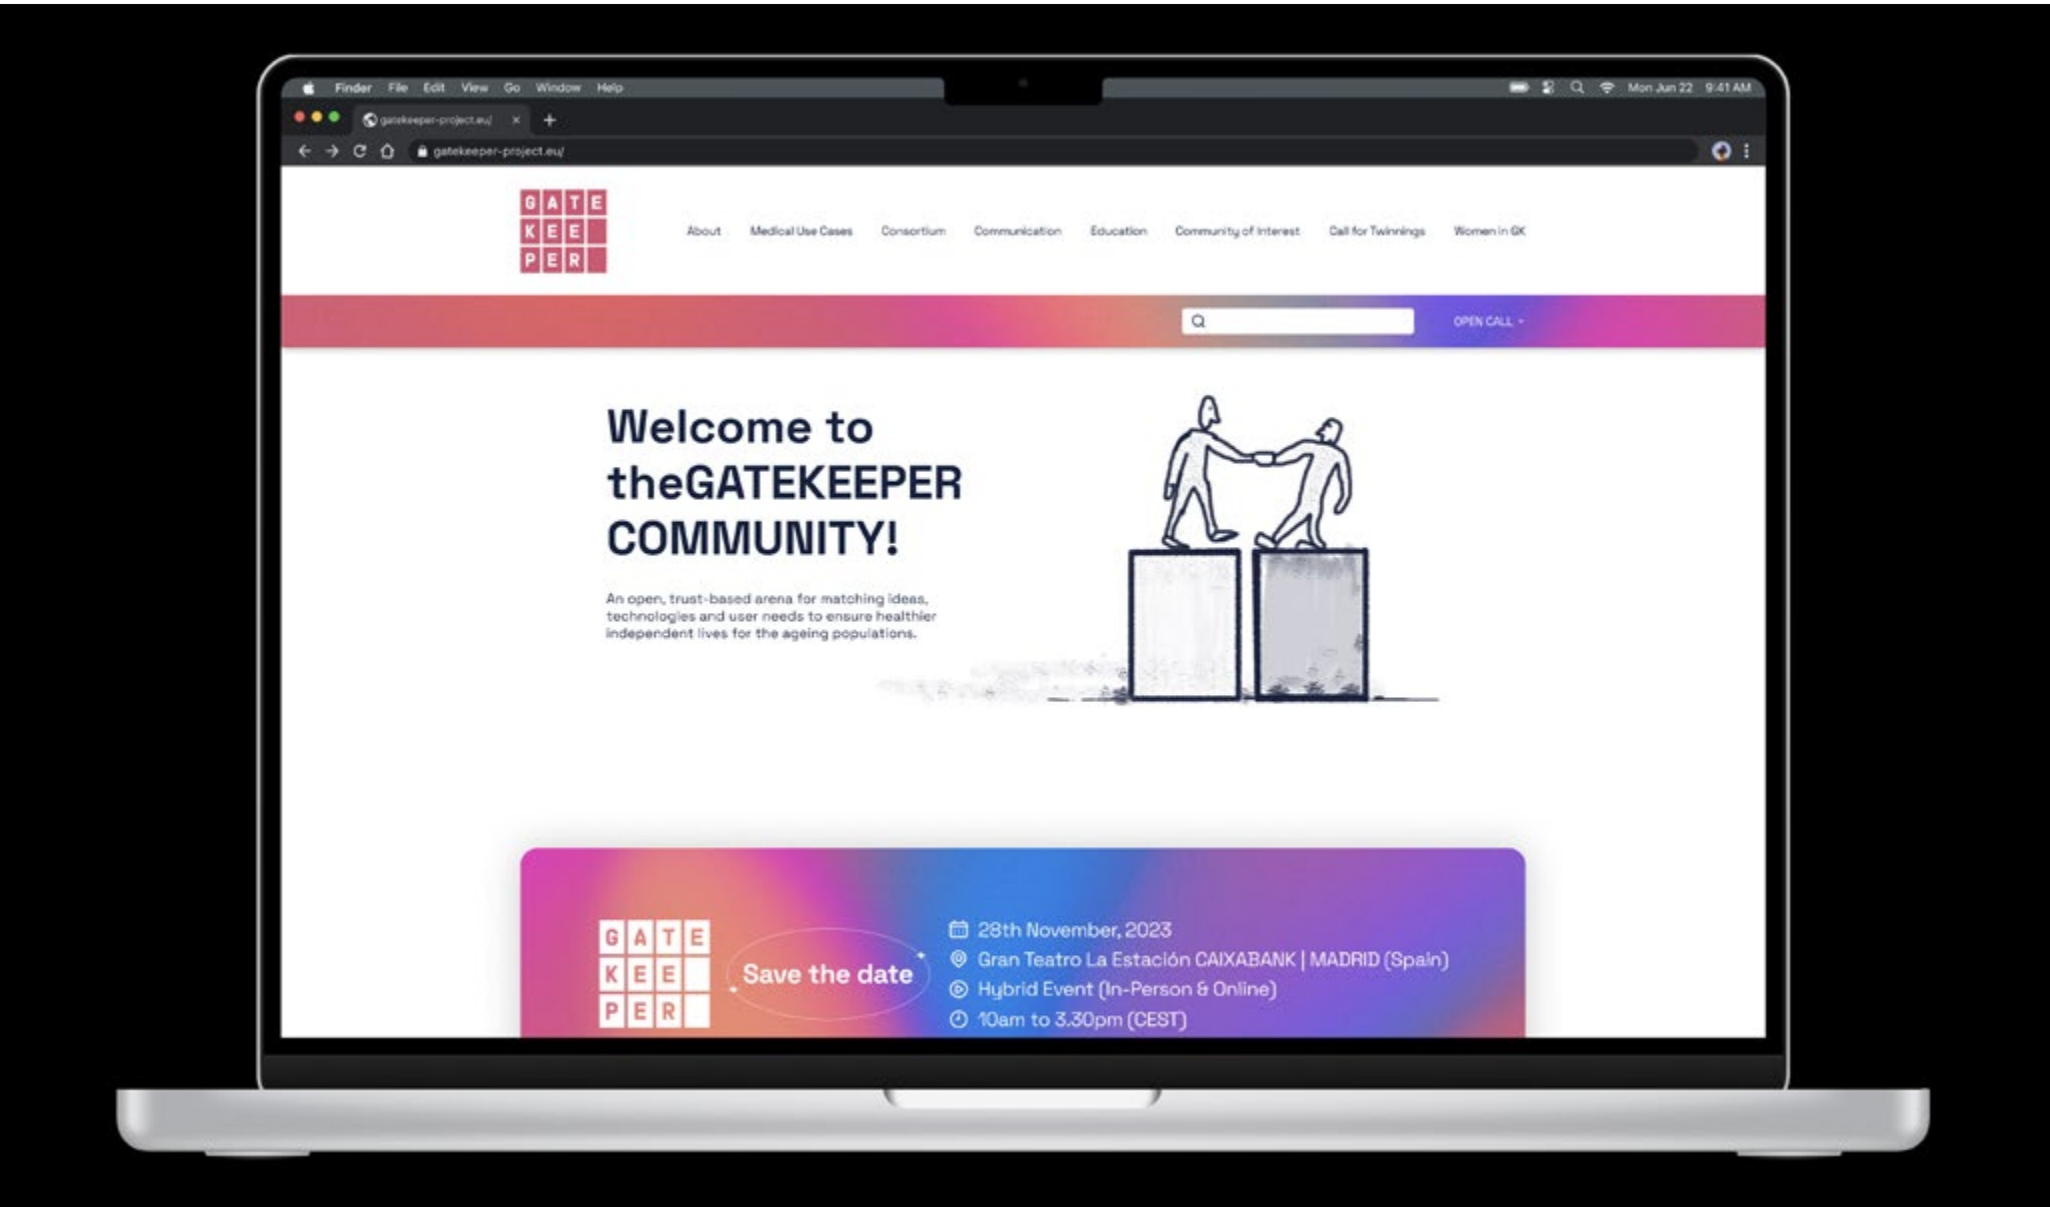 Finder File Edit View Go Window Help
Mon Jun 22 9:41 AM
gatekeeper-project.eu/
gatekeeper-project.eu/
GATE
KEE
PER
About Medical Use Cases Consortium Communication Education Community of Interest Call for Twinnings Women in GK
OPEN CALL
Welcome to
theGATEKEEPER
COMMUNITY!
An open, trust-based arena for matching ideas,
technologies and user needs to ensure healthier
independent lives for the ageing populations.
GATE
KEE
PER
Save the date
28th November, 2023
Gran Teatro La Estación CAIXABANK | MADRID (Spain)
Hybrid Event (In-Person & Online)
10am to 3.30pm (CEST)